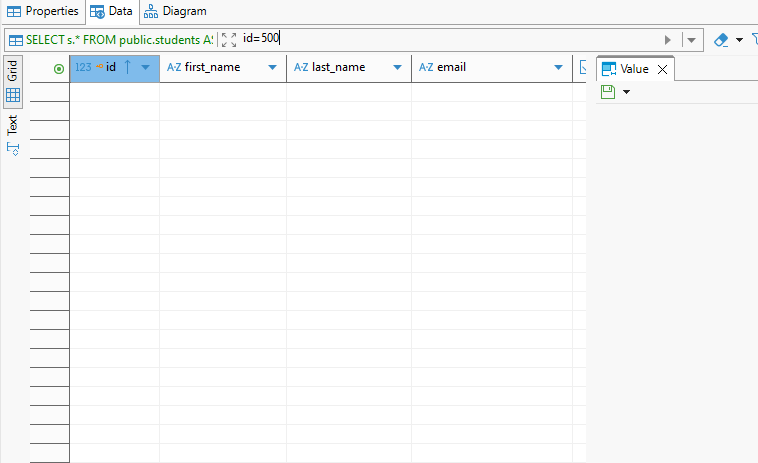 Properties Data Diagram
SELECT s.* FROM public.students AS id=500
Grid
Text
123 id A-Z first_name A-Z last_name A-Z email
Value